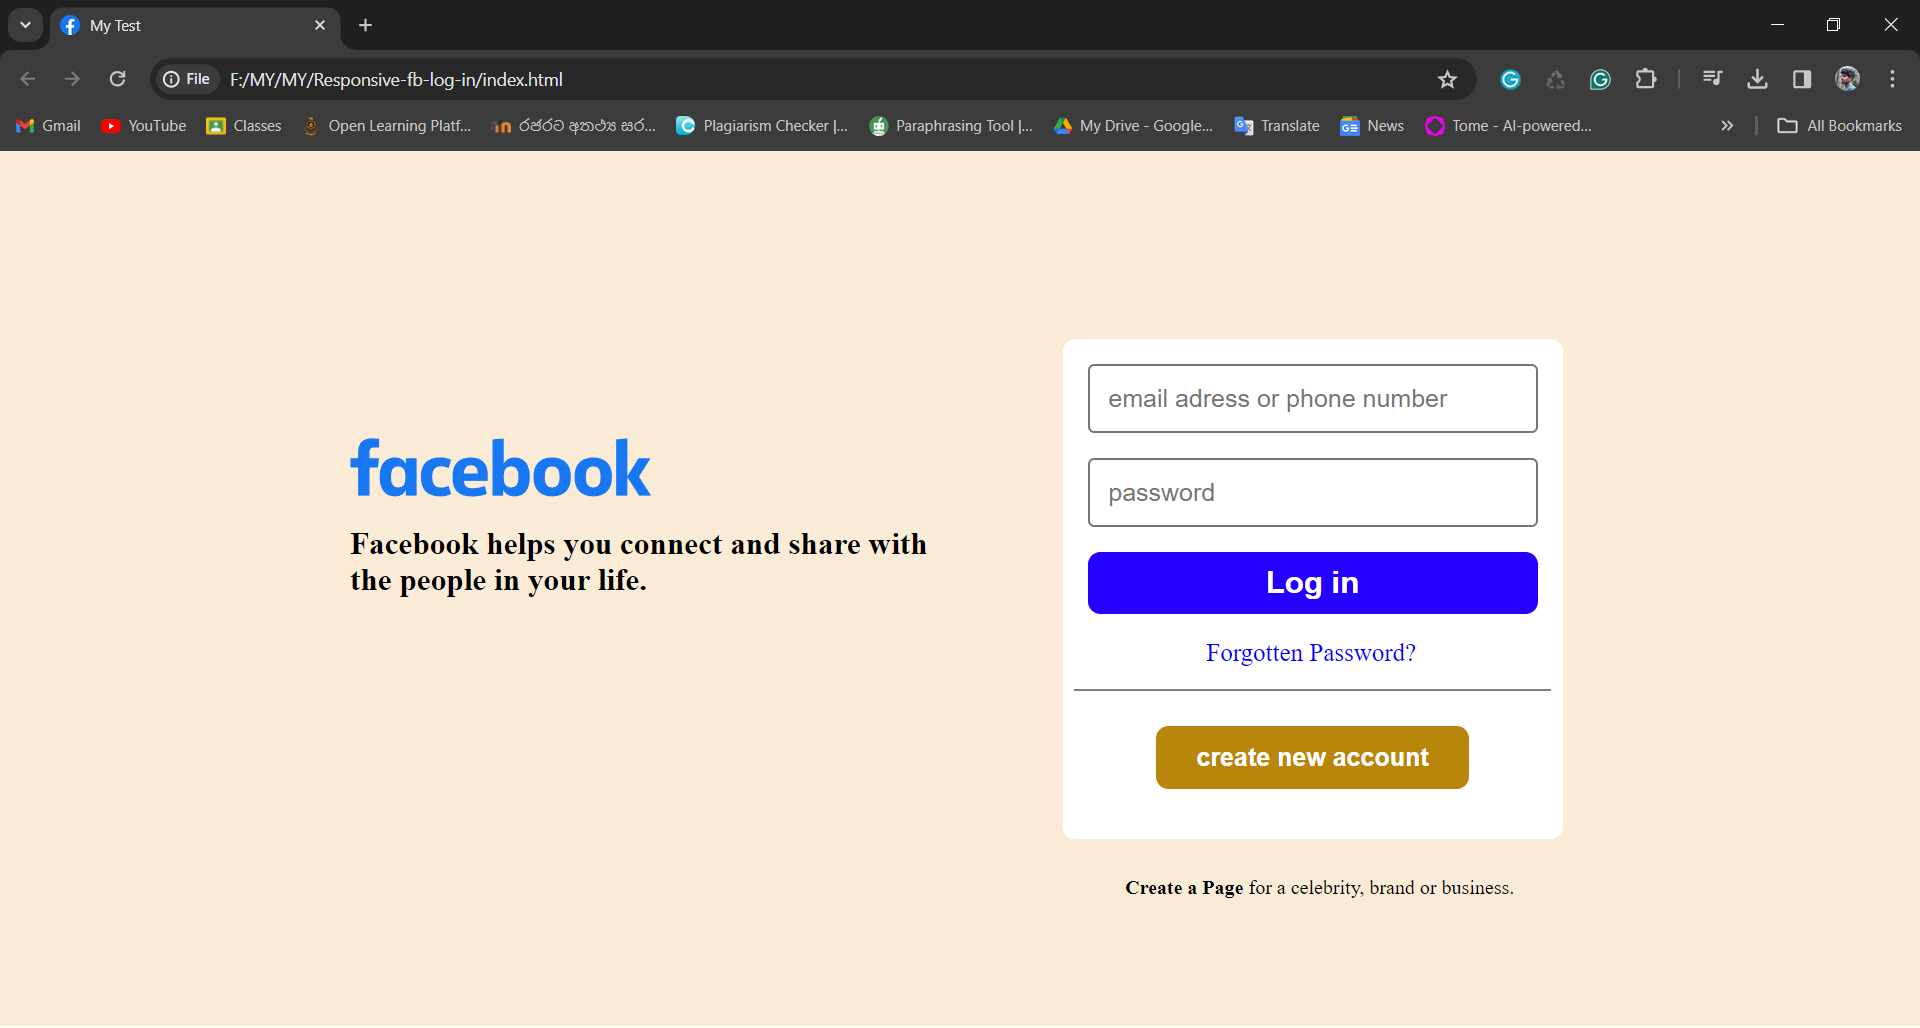 My Test
File F:/MY/MY/Responsive-fb-log-in/index.html
Gmail YouTube Classes Open Learning Platf... රජරට අනන්‍ය සර... Plagiarism Checker |... Paraphrasing Tool |... My Drive - Google... Translate News Tome - AI-powered... » All Bookmarks
facebook
Facebook helps you connect and share with
the people in your life.
email adress or phone number
password
Log in
Forgotten Password?
create new account
Create a Page for a celebrity, brand or business.